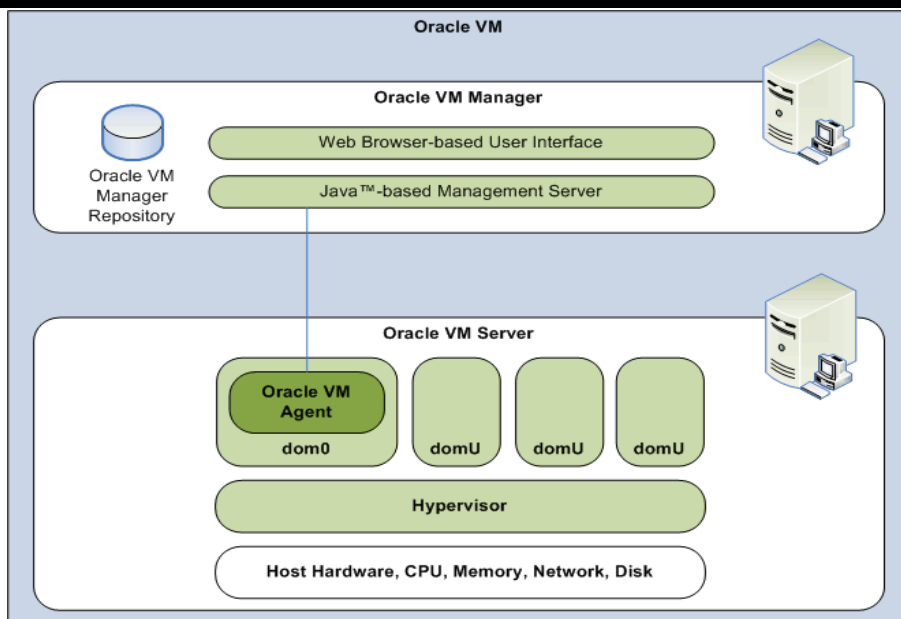 Oracle VM
Oracle VM Manager
Web Browser-based User Interface
Java™-based Management Server
Oracle VM
Manager
Repository
Oracle VM Server
Oracle VM
Agent
dom0
domU
domU
domU
Hypervisor
Host Hardware, CPU, Memory, Network, Disk